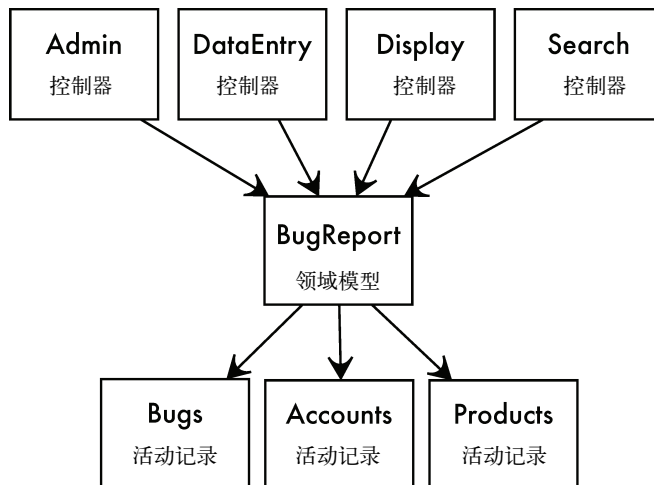 Admin
控制器
DataEntry
控制器
Display
控制器
Search
控制器
BugReport
领域模型
Bugs
活动记录
Accounts
活动记录
Products
活动记录